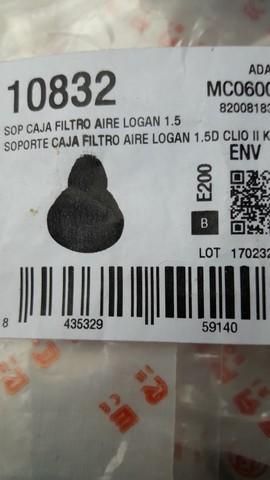 ADA
10832
MC0600
82008183
SOP CAJA FILTRO AIRE LOGAN 1.5
SOPORTE CAJA FILTRO AIRE LOGAN 1.5D CLIO II K
ENV
E200
B
LOT 170232
8 435329 59140